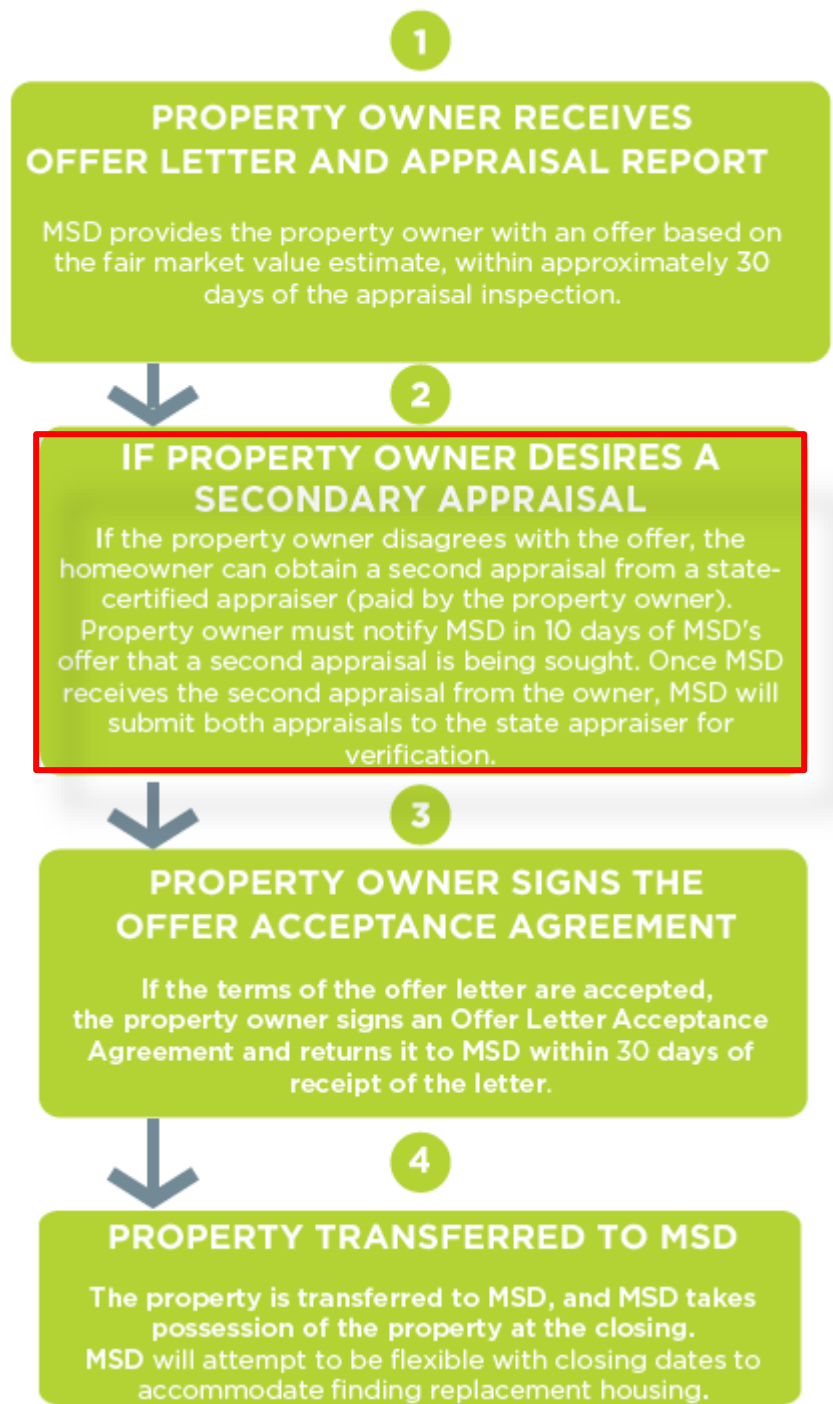 1
PROPERTY OWNER RECEIVES
OFFER LETTER AND APPRAISAL REPORT
MSD provides the property owner with an offer based on
the fair market value estimate, within approximately 30
days of the appraisal inspection.
2
IF PROPERTY OWNER DESIRES A
SECONDARY APPRAISAL
If the property owner disagrees with the offer, the
homeowner can obtain a second appraisal from a state-
certified appraiser (paid by the property owner).
Property owner must notify MSD in 10 days of MSD's
offer that a second appraisal is being sought. Once MSD
receives the second appraisal from the owner, MSD will
submit both appraisals to the state appraiser for
verification.
3
PROPERTY OWNER SIGNS THE
OFFER ACCEPTANCE AGREEMENT
If the terms of the offer letter are accepted,
the property owner signs an Offer Letter Acceptance
Agreement and returns it to MSD within 30 days of
receipt of the letter.
4
PROPERTY TRANSFERRED TO MSD
The property is transferred to MSD, and MSD takes
possession of the property at the closing.
MSD will attempt to be flexible with closing dates to
accommodate finding replacement housing.